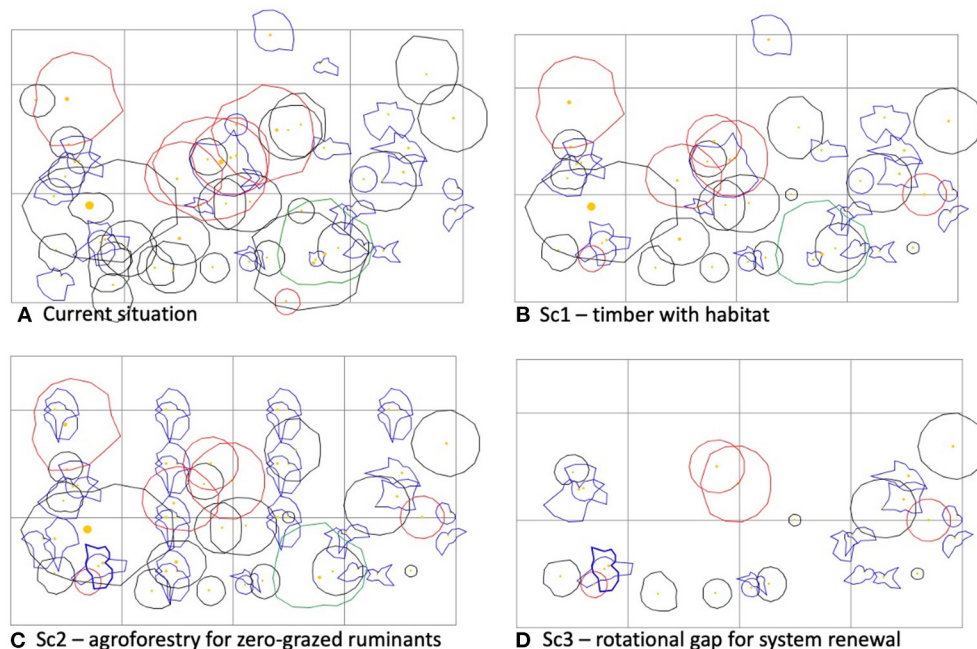 A Current situation
B Sc1 – timber with habitat
C Sc2 – agroforestry for zero-grazed ruminants
D Sc3 – rotational gap for system renewal